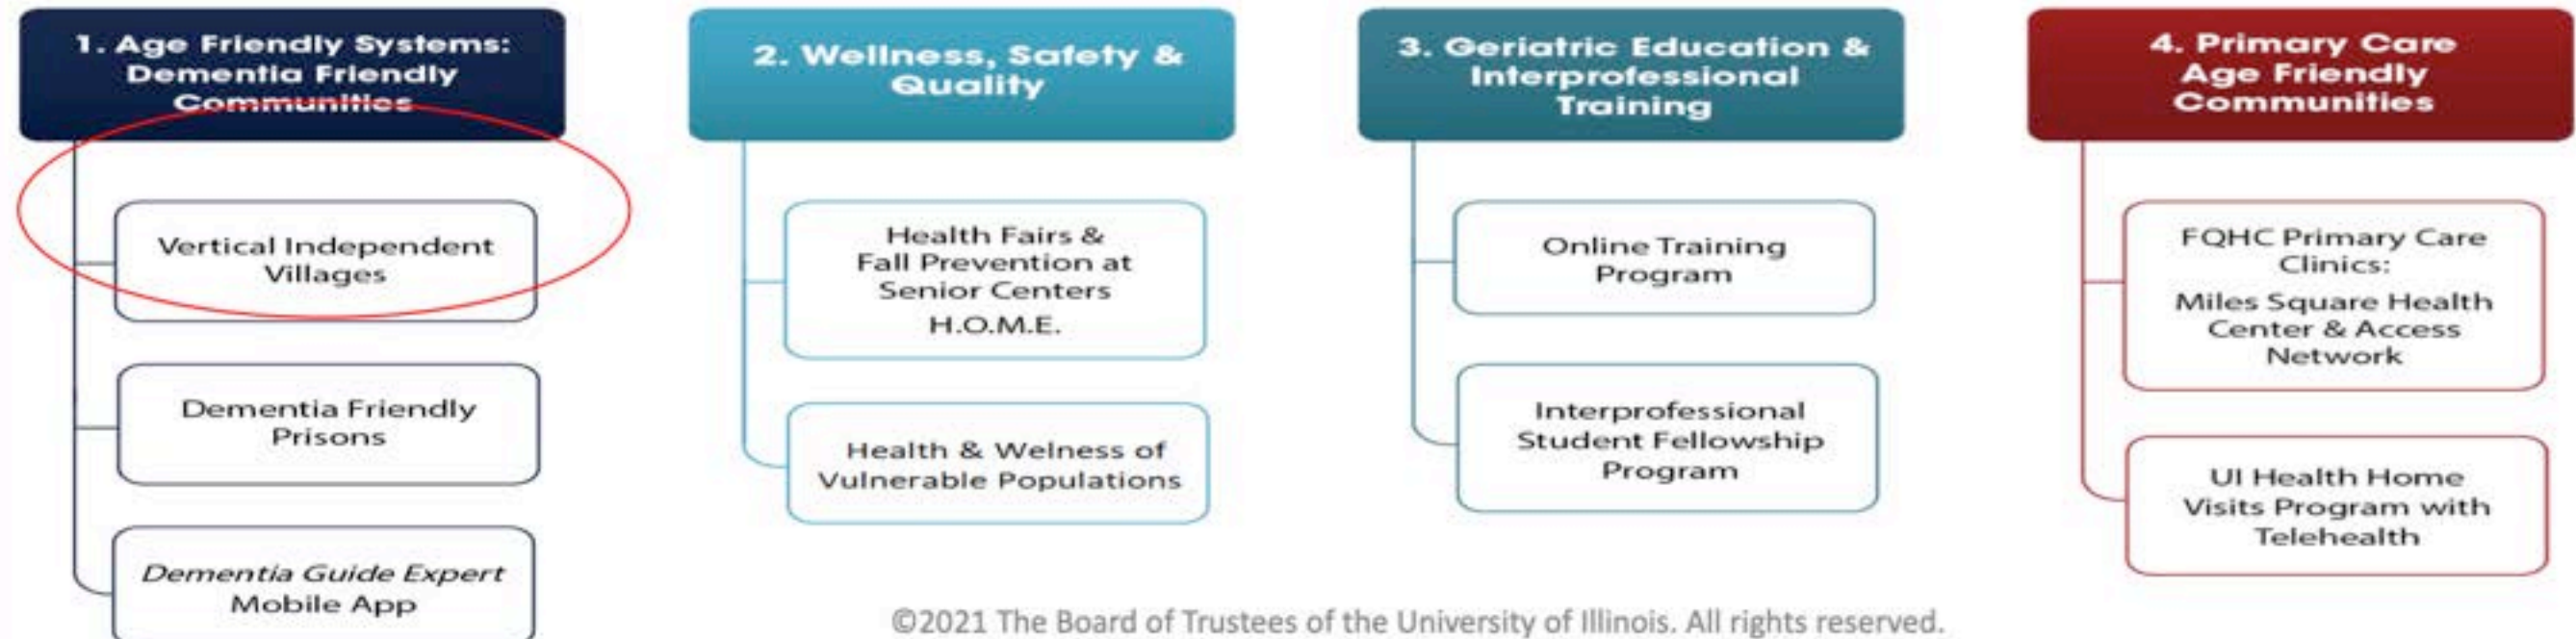 1. Age Friendly Systems:
Dementia Friendly
Communities
Vertical Independent
Villages
Dementia Friendly
Prisons
Dementia Guide Expert
Mobile App
2. Wellness, Safety &
Quality
Health Fairs &
Fall Prevention at
Senior Centers
H.O.M.E.
Health & Welness of
Vulnerable Populations
3. Geriatric Education &
Interprofessional
Training
Online Training
Program
Interprofessional
Student Fellowship
Program
4. Primary Care
Age Friendly
Communities
FQHC Primary Care
Clinics:
Miles Square Health
Center & Access
Network
UI Health Home
Visits Program with
Telehealth
©2021 The Board of Trustees of the University of Illinois. All rights reserved.